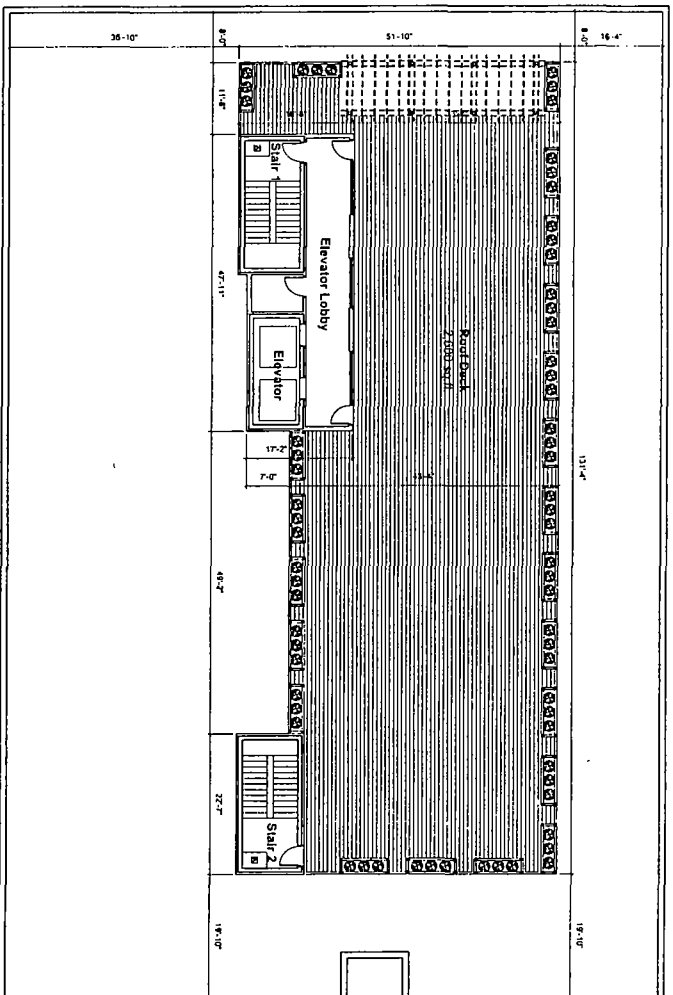 36'-10"
8'-0"
51'-10"
8'-0"
16'-4"
11'-8"
Stair 1
47'-11"
Elevator Lobby
Elevator
Roof Deck
131'4"
17'-2"
7'-0"
49'-2"
22'-7"
Stair 2
19'-10"
19'-10"